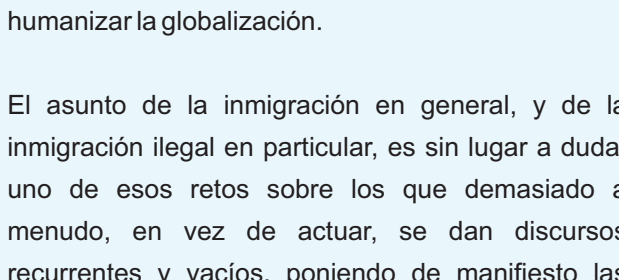 humanizar la globalización.
El asunto de la inmigración en general, y de la
inmigración ilegal en particular, es sin lugar a duda
uno de esos retos sobre los que demasiado a
menudo, en vez de actuar, se dan discursos
recurrentes y vacíos, poniendo de manifiesto las